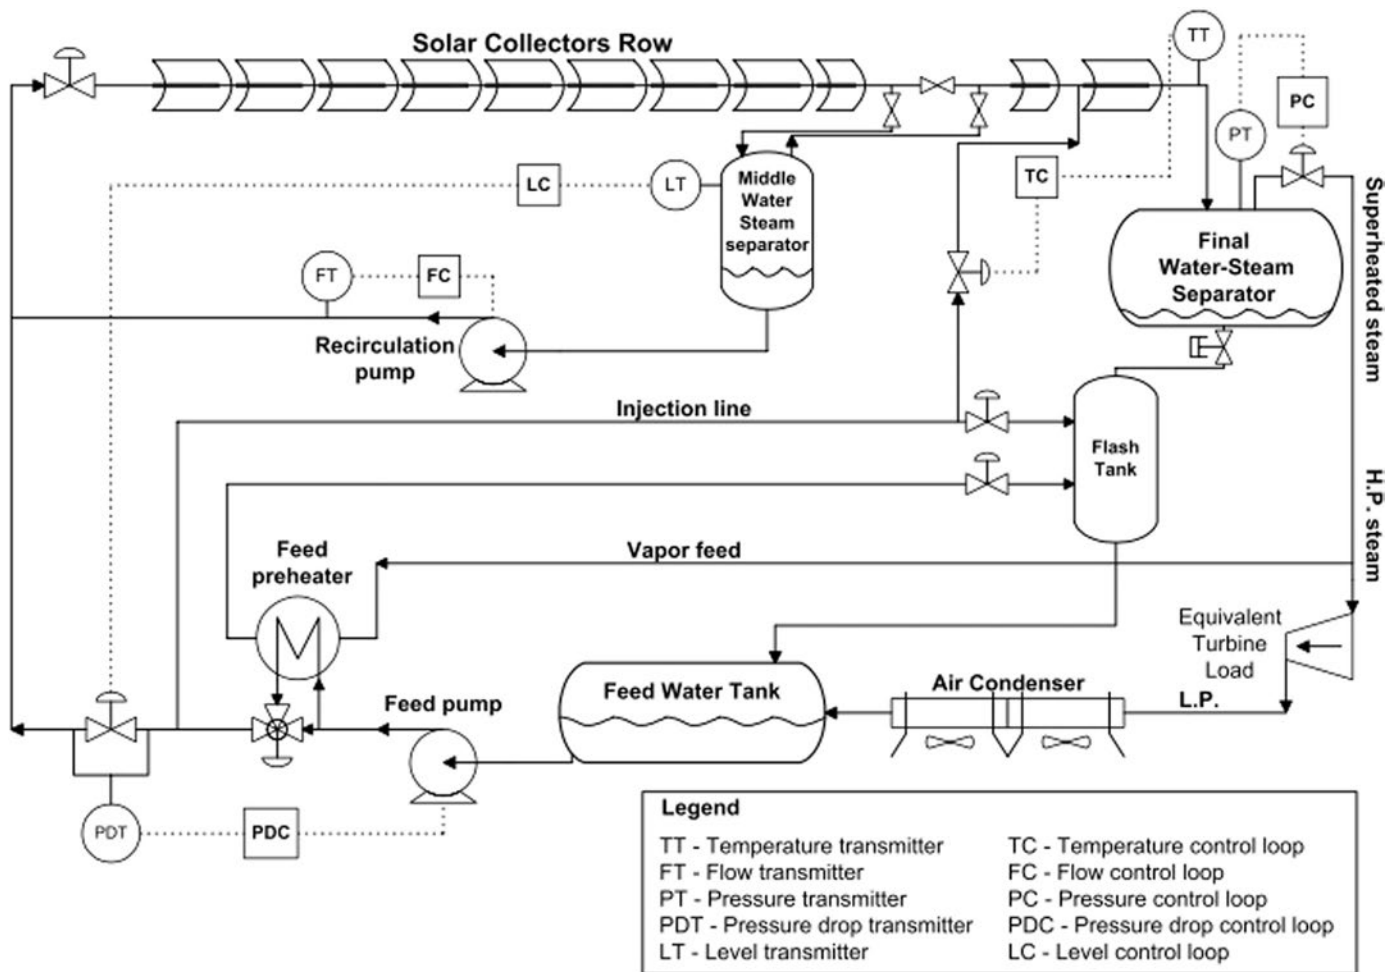 Solar Collectors Row
TT
PC
PT
LC
LT
TC
Middle
Water
Steam
separator
Final
Water-Steam
Separator
Superheated steam
FT
FC
Recirculation
pump
Injection line
Flash
Tank
H.P. steam
Feed
preheater
Vapor feed
Equivalent
Turbine
Load
Feed pump
Feed Water Tank
Air Condenser
L.P.
PDT
PDC
Legend
TT - Temperature transmitter
FT - Flow transmitter
PT - Pressure transmitter
PDT - Pressure drop transmitter
LT - Level transmitter
TC - Temperature control loop
FC - Flow control loop
PC - Pressure control loop
PDC - Pressure drop control loop
LC - Level control loop